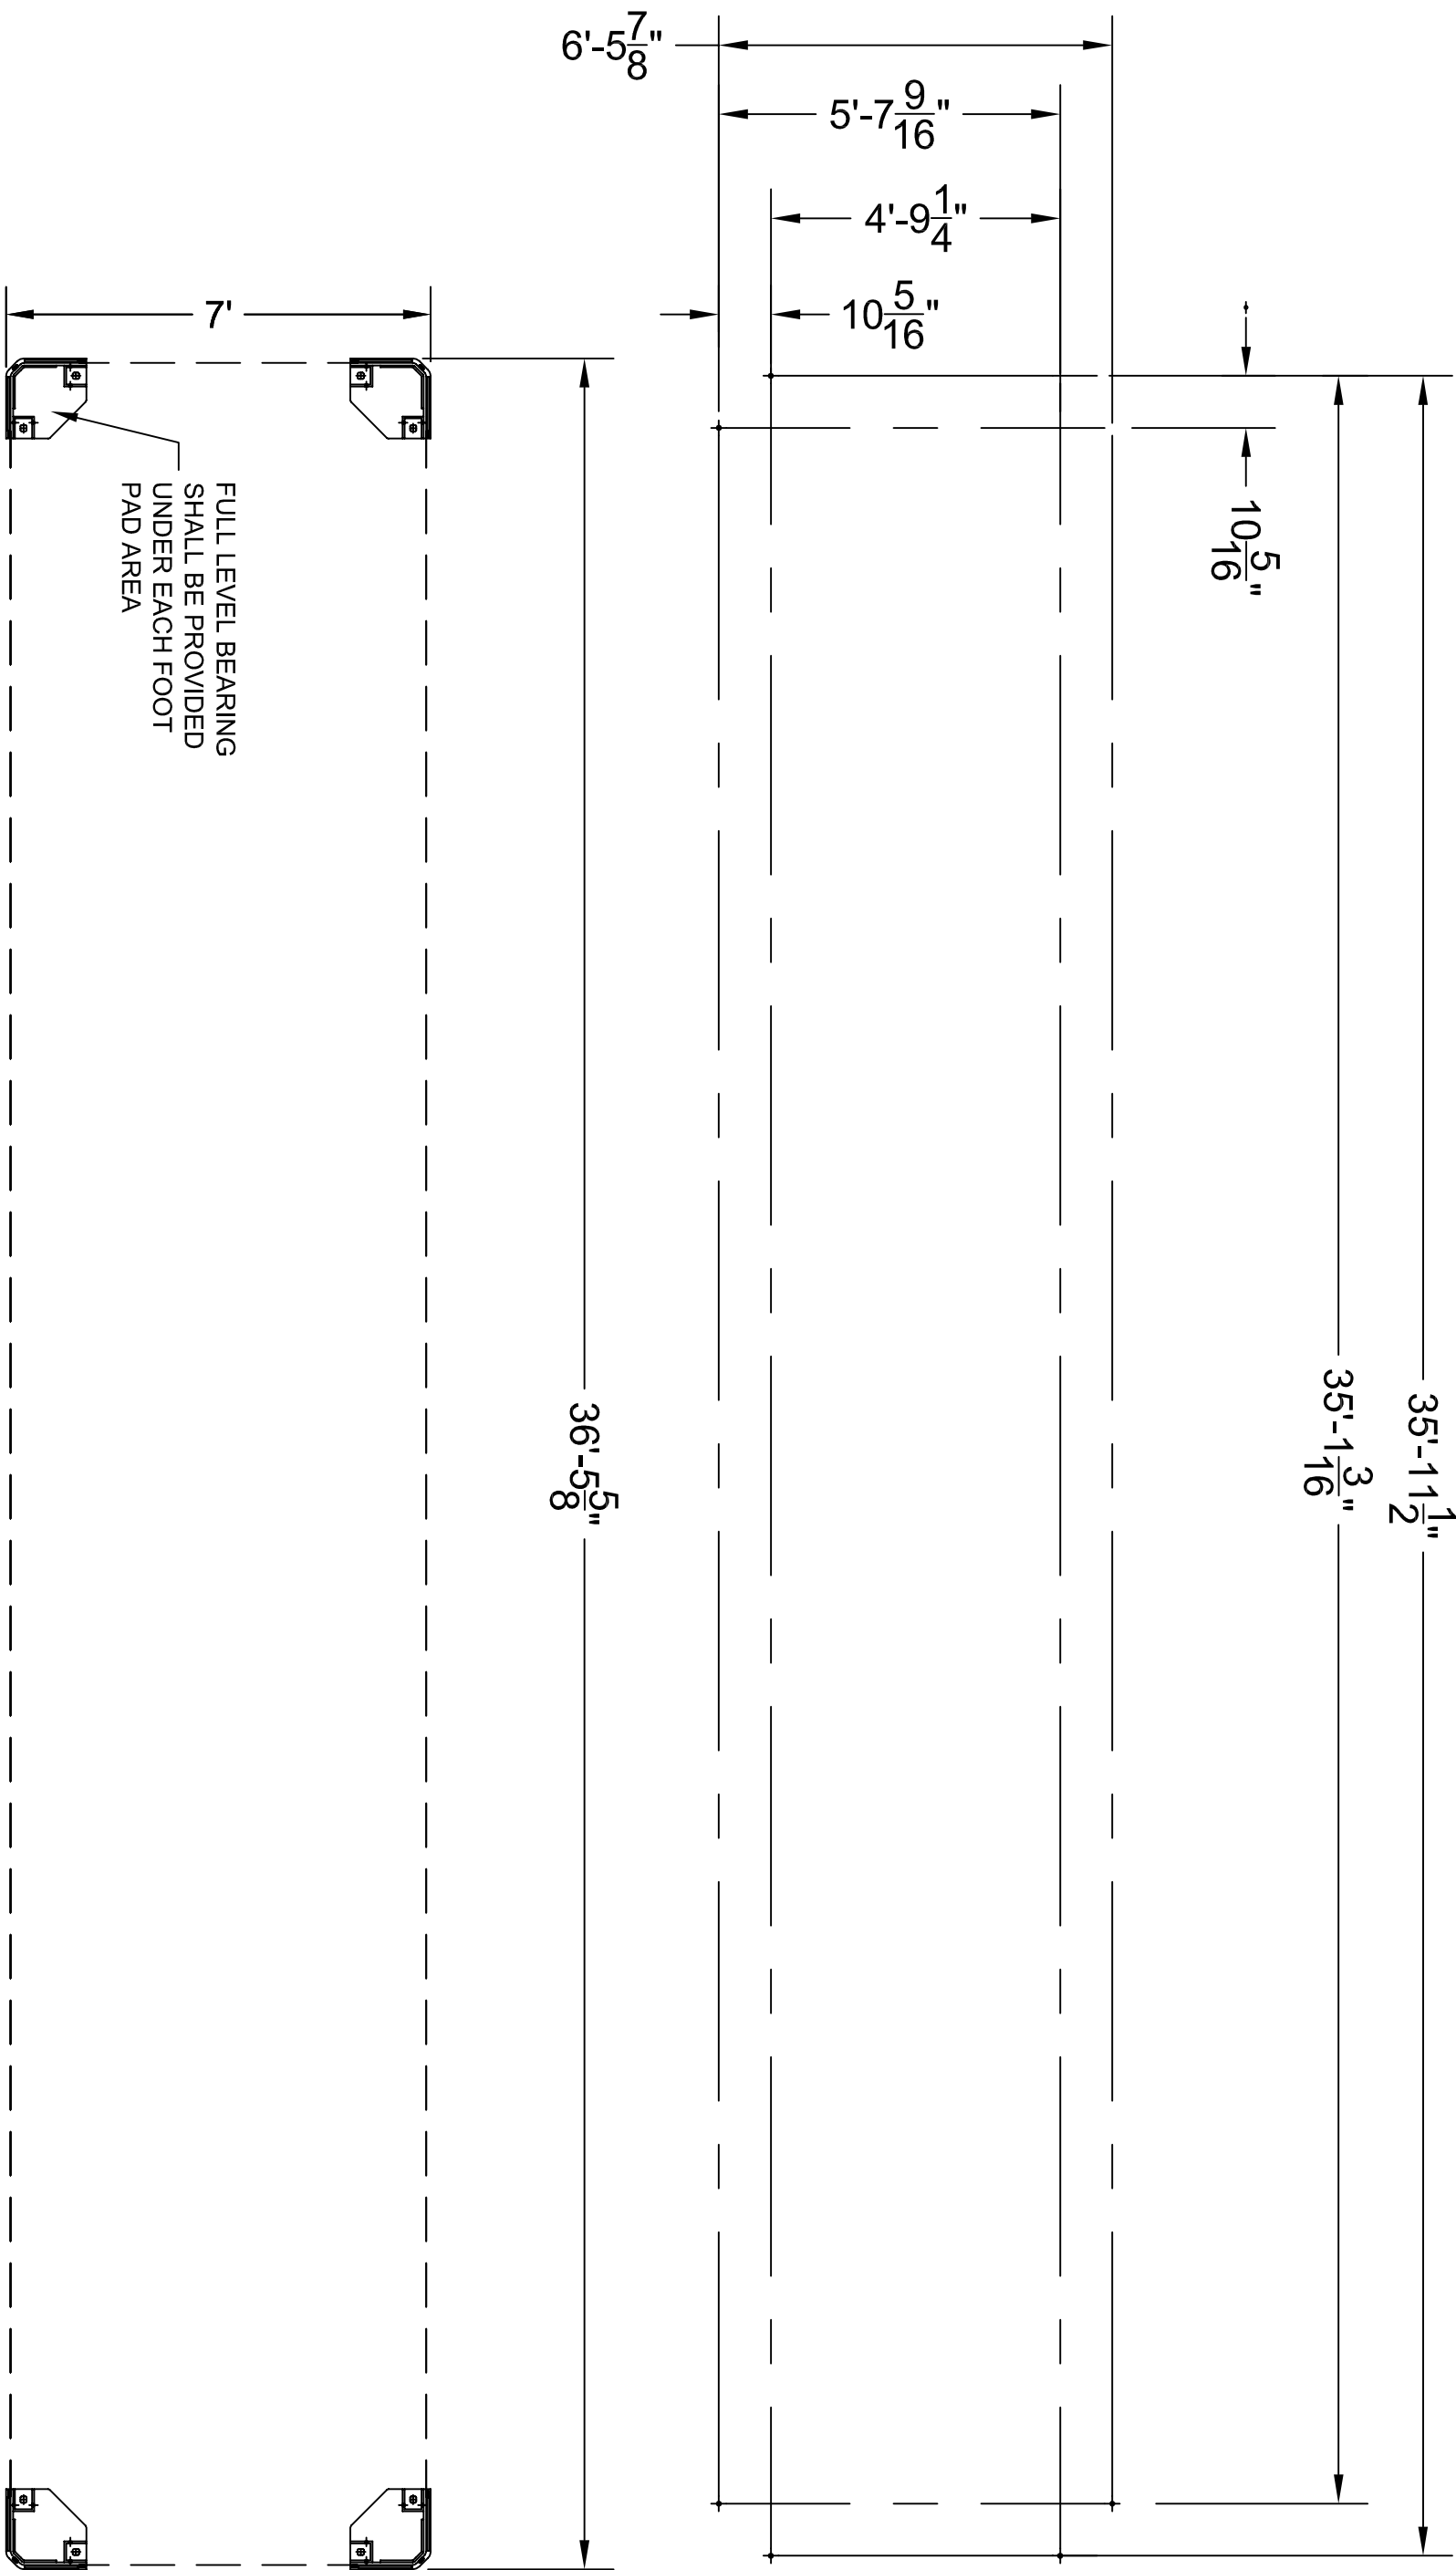 6'-5 7/8"
5'-7 9/16"
4'-9 1/4"
10 5/16"
7'
10 5/16"
FULL LEVEL BEARING
SHALL BE PROVIDED
UNDER EACH FOOT
PAD AREA
35'-11 1/2"
35'-1 3/16"
36'-5 5/8"